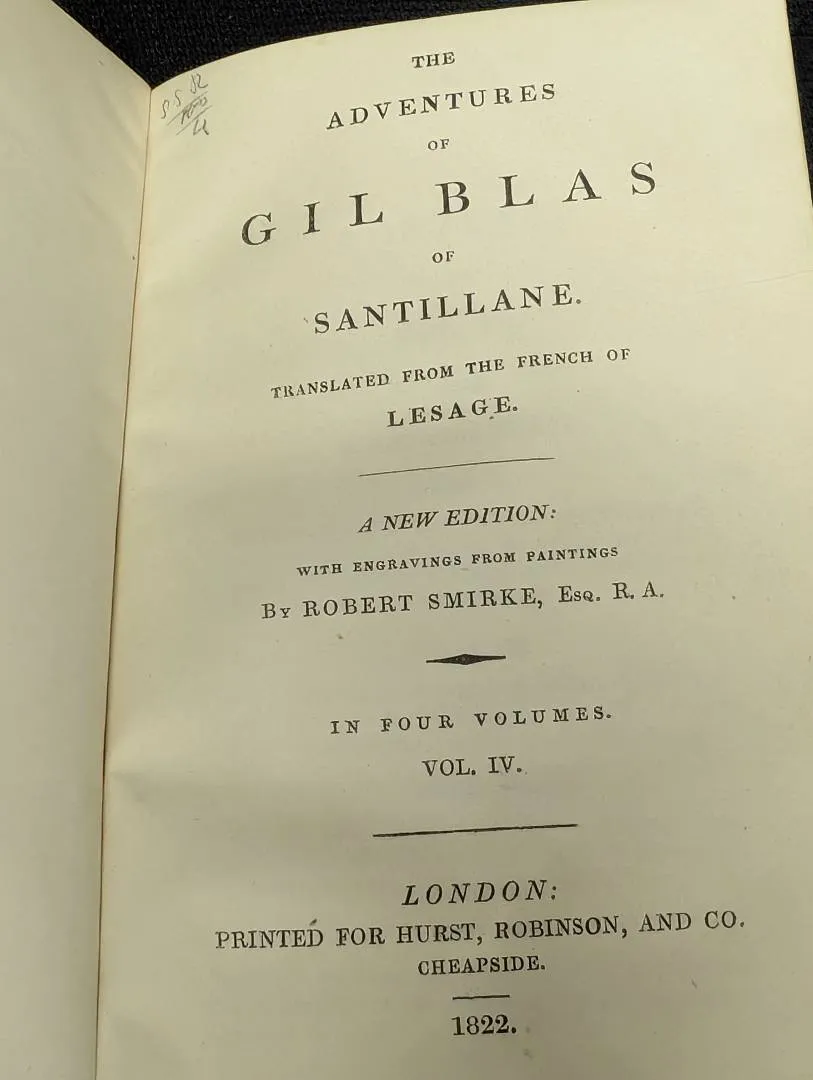 THE
ADVENTURES
OF
GIL BLAS
OF
SANTILLANE.
TRANSLATED FROM THE FRENCH OF
LESAGE.
A NEW EDITION:
WITH ENGRAVINGS FROM PAINTINGS
By ROBERT SMIRKE, Esq. R. A.
IN FOUR VOLUMES.
VOL. IV.
LONDON:
PRINTED FOR HURST, ROBINSON, AND CO.
CHEAPSIDE.
1822.